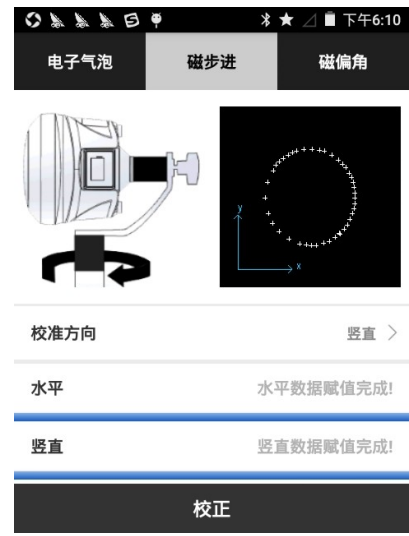 下午6:10
电子气泡 磁步进 磁偏角
y
x
校准方向 竖直
水平 水平数据赋值完成!
竖直 竖直数据赋值完成!
校正